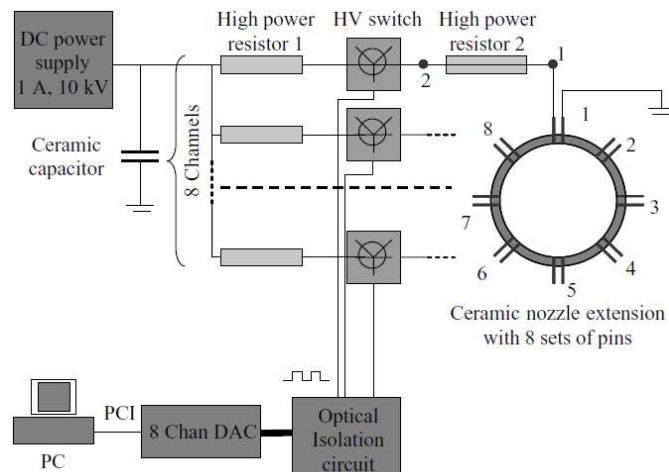 DC power
supply
1 A, 10 kV
High power
resistor 1
HV switch
High power
resistor 2
1
2
Ceramic
capacitor
8 Channels
1
2
3
4
5
6
7
8
Ceramic nozzle extension
with 8 sets of pins
PC
PCI
8 Chan DAC
Optical
Isolation
circuit